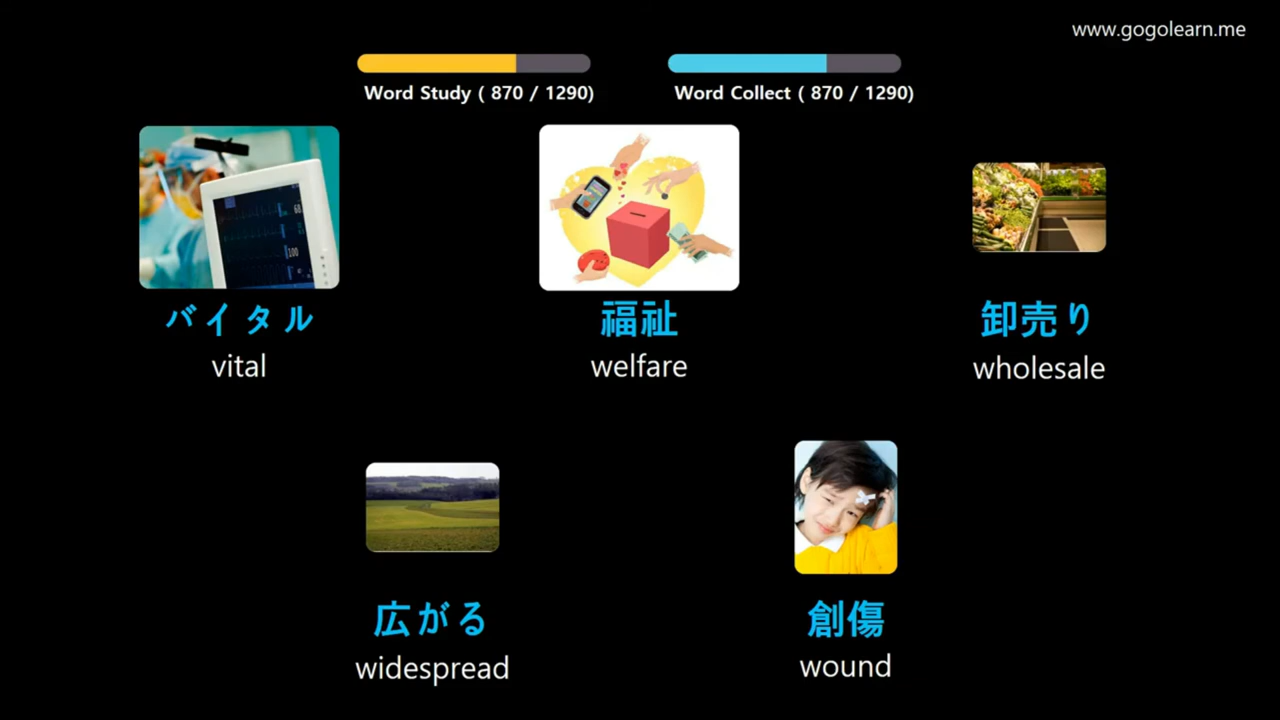 www.gogolearn.me
Word Study ( 870 / 1290)
Word Collect ( 870 / 1290)
バイタル
vital
福祉
welfare
卸売り
wholesale
広がる
widespread
創傷
wound